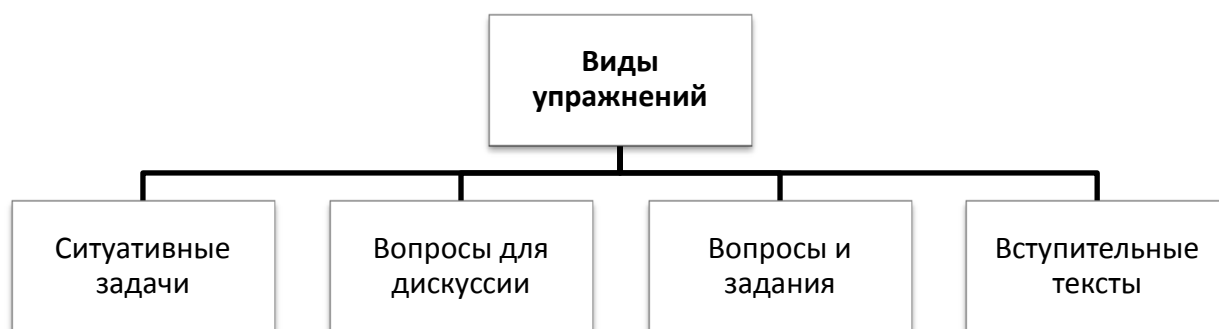 Виды
упражнений
Ситуативные
задачи
Вопросы для
дискуссии
Вопросы и
задания
Вступительные
тексты